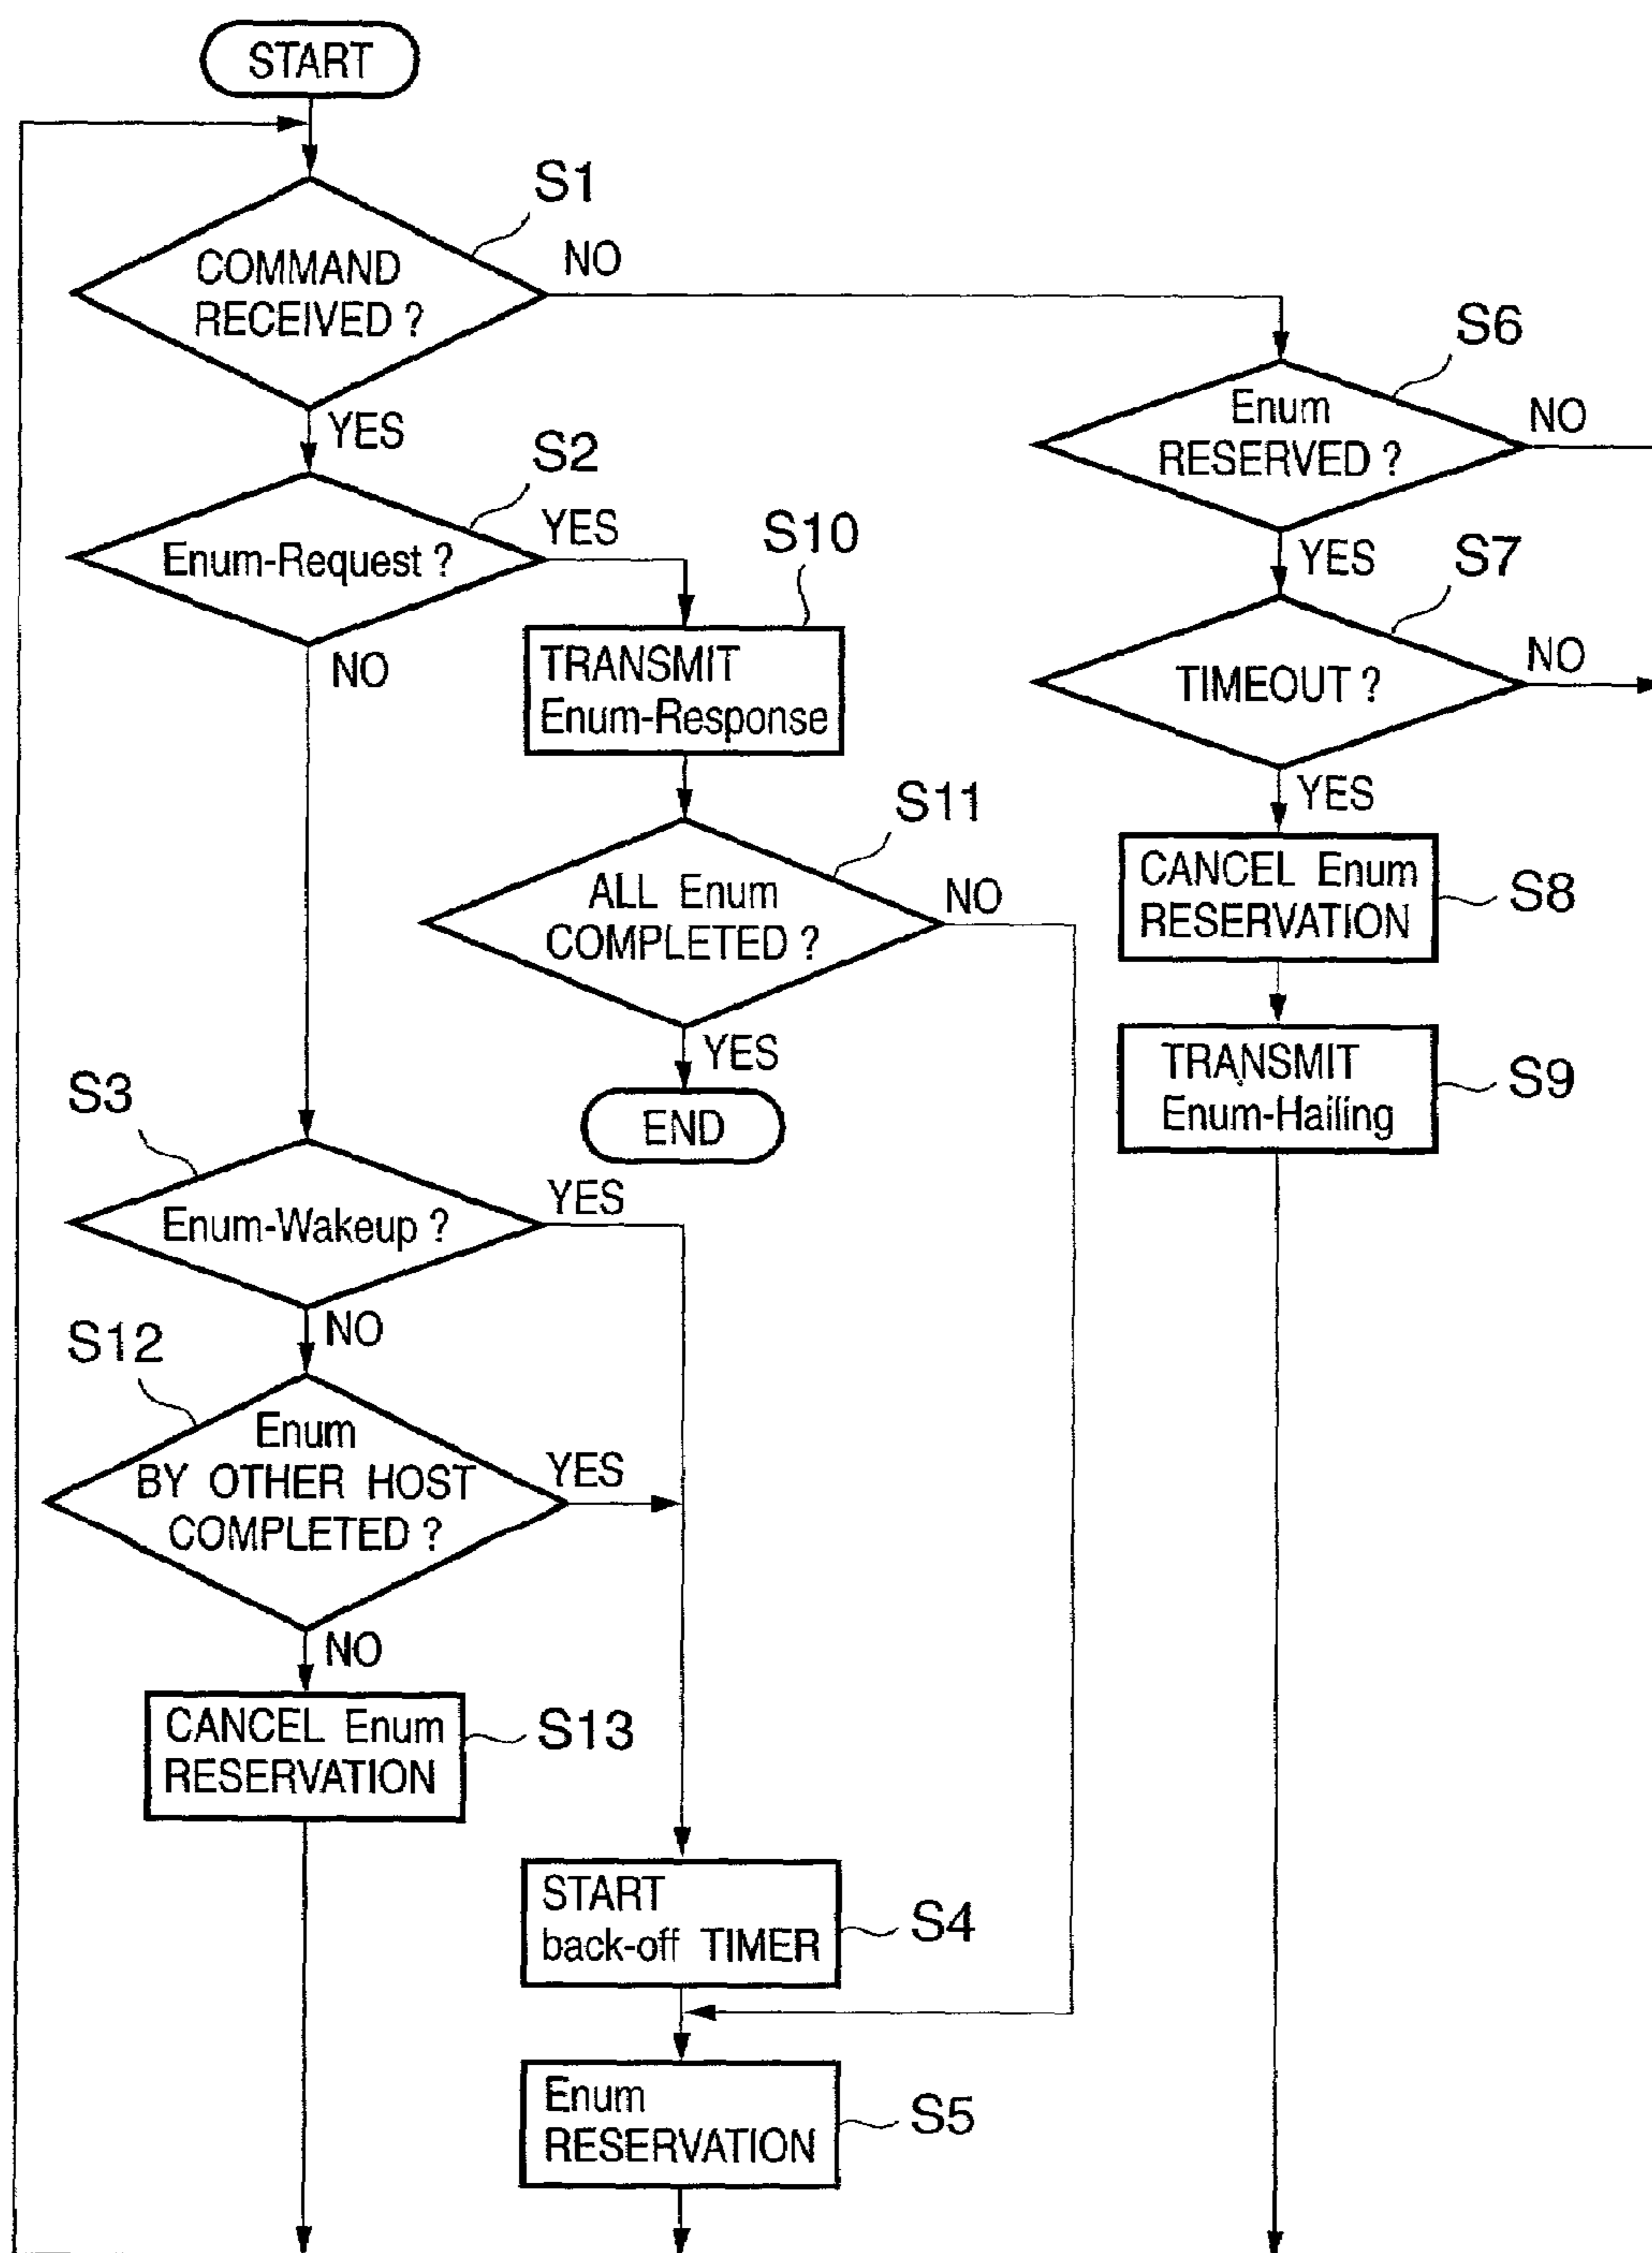 START
S1
COMMAND
RECEIVED ?
NO
YES
S6
Enum
RESERVED ?
NO
YES
S2
Enum-Request ?
YES
NO
S10
TRANSMIT
Enum-Response
S7
TIMEOUT ?
NO
YES
S11
ALL Enum
COMPLETED ?
NO
YES
END
CANCEL Enum
RESERVATION
S8
TRANSMIT
Enum-Hailing
S9
S3
Enum-Wakeup ?
YES
NO
S12
Enum
BY OTHER HOST
COMPLETED ?
YES
NO
CANCEL Enum
RESERVATION
S13
START
back-off TIMER
S4
Enum
RESERVATION
S5